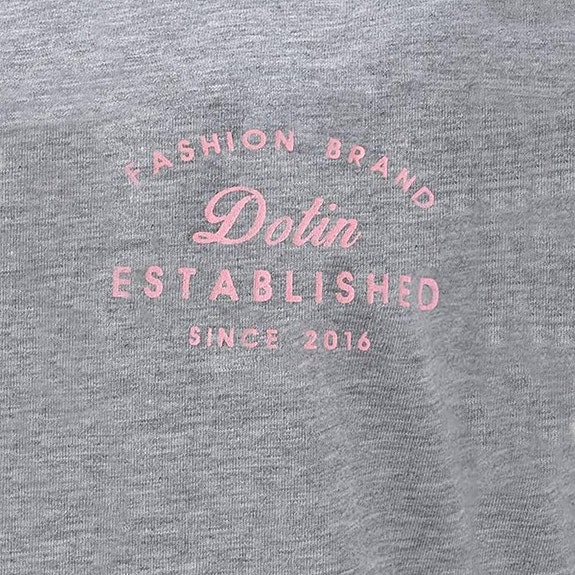 FASHION BRAND
Dotin
ESTABLISHED
SINCE 2016